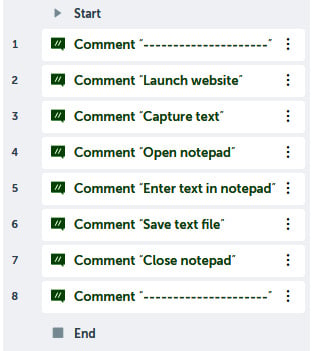 Start
1 Comment "---------------------"
2 Comment "Launch website"
3 Comment "Capture text"
4 Comment "Open notepad"
5 Comment "Enter text in notepad"
6 Comment "Save text file"
7 Comment "Close notepad"
8 Comment "---------------------"
End